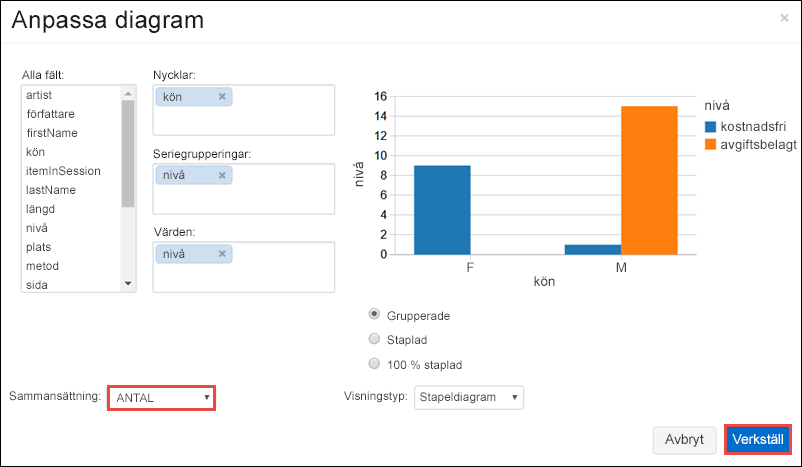 Anpassa diagram
×
Alla fält:
artist
författare
firstName
kön
itemInSession
lastName
längd
nivå
plats
metod
sida
Nycklar:
kön ×
Seriegrupperingar:
nivå ×
Värden:
nivå ×
16
14
12
10
8
6
4
2
0
nivå
F
M
kön
nivå
kostnadsfri
avgiftsbelagt
Grupperade
Staplad
100 % staplad
Sammansättning: ANTAL
Visningstyp: Stapeldiagram
Avbryt
Verkställ